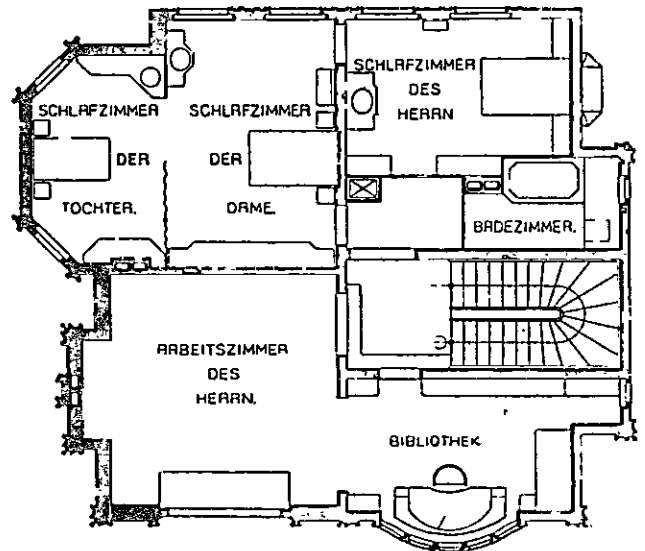 SCHLAFZIMMER
DER
TOCHTER.
SCHLAFZIMMER
DER
DAME.
SCHLAFZIMMER
DES
HERRN
BADEZIMMER.
ARBEITSZIMMER
DES
HERRN.
BIBLIOTHEK